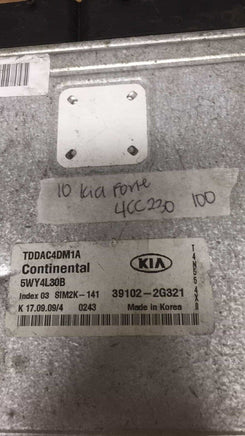 10 Kia Forte
4CC230 100
TDDAC4DM1A
Continental
KIA
5WY4L30B
Index 03 SIM2K-141 39102-2G321
K 17.09.09/4 0243 Made in Korea